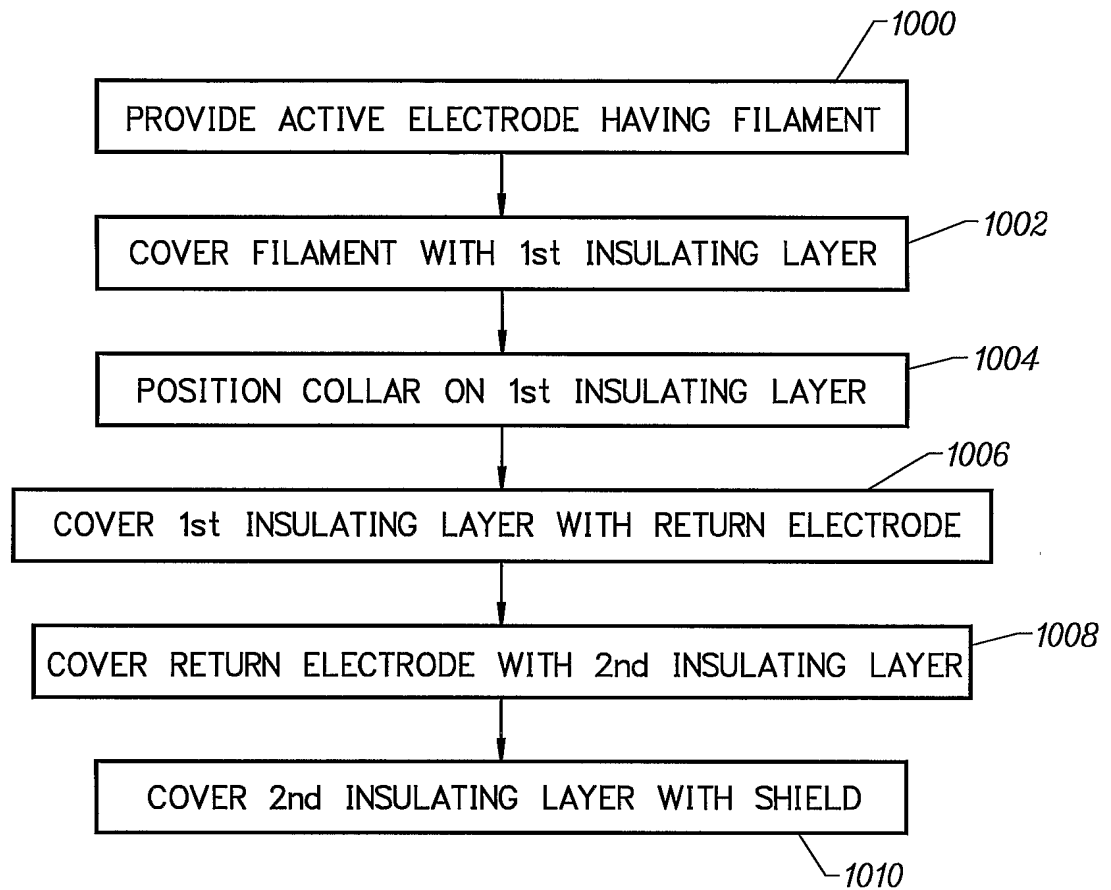 1000
PROVIDE ACTIVE ELECTRODE HAVING FILAMENT
1002
COVER FILAMENT WITH 1st INSULATING LAYER
1004
POSITION COLLAR ON 1st INSULATING LAYER
1006
COVER 1st INSULATING LAYER WITH RETURN ELECTRODE
1008
COVER RETURN ELECTRODE WITH 2nd INSULATING LAYER
COVER 2nd INSULATING LAYER WITH SHIELD
1010